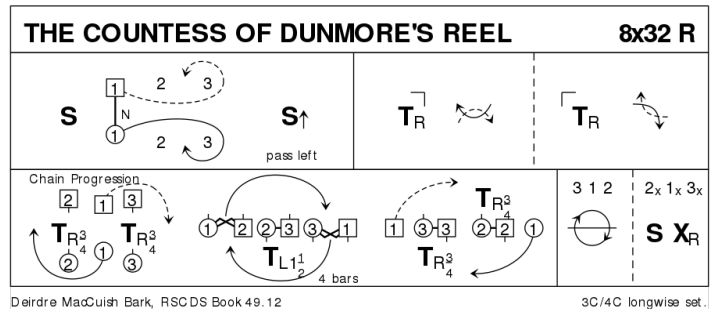 THE COUNTESS OF DUNMORE'S REEL 8x32 R
1 2 3
S N S↑ TR TR
1 2 3
pass left
Chain Progression
2 1 3
TR¾ TR¾
2 1 3
1 2 2 3 3 1
TL1½
4 bars
TR¾
1 3 3 2 2 1
TR¾
3 1 2 2x 1x 3x
S XR
Deirdre MacCuish Bark, RSCDS Book 49.12 3C/4C longwise set.